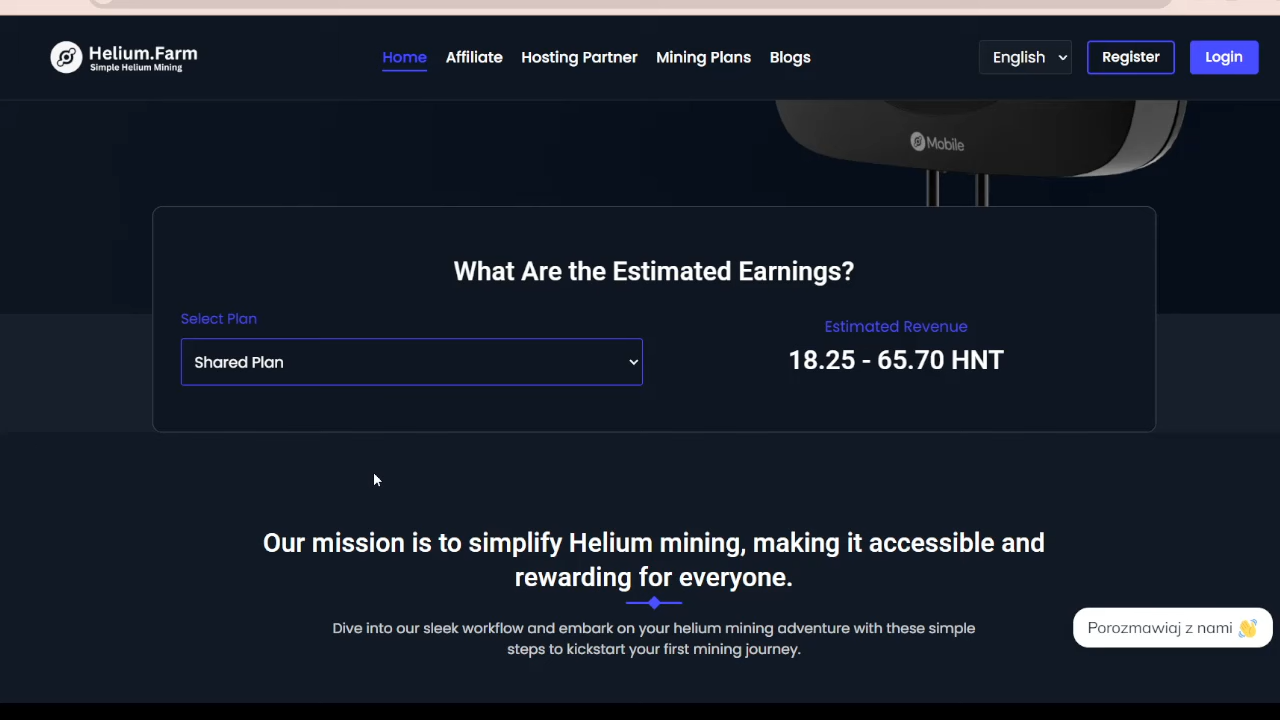 Helium.Farm
Simple Helium Mining
Home
Affiliate
Hosting Partner
Mining Plans
Blogs
English
Register
Login
Mobile
What Are the Estimated Earnings?
Select Plan
Shared Plan
Estimated Revenue
18.25 - 65.70 HNT
Our mission is to simplify Helium mining, making it accessible and
rewarding for everyone.
Dive into our sleek workflow and embark on your helium mining adventure with these simple
steps to kickstart your first mining journey.
Porozmawiaj z nami 👋